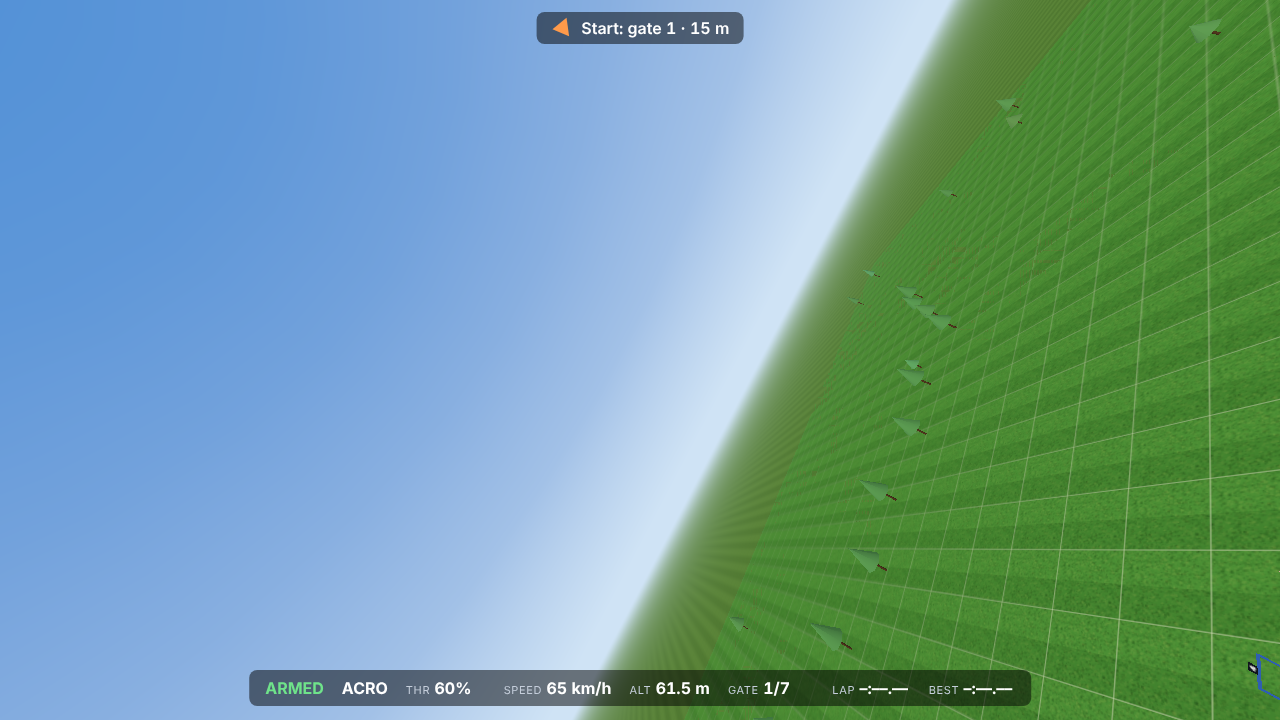 Start: gate 1 · 15 m
ARMED ACRO THR 60% SPEED 65 km/h ALT 61.5 m GATE 1/7 LAP –:––.–– BEST –:––.––